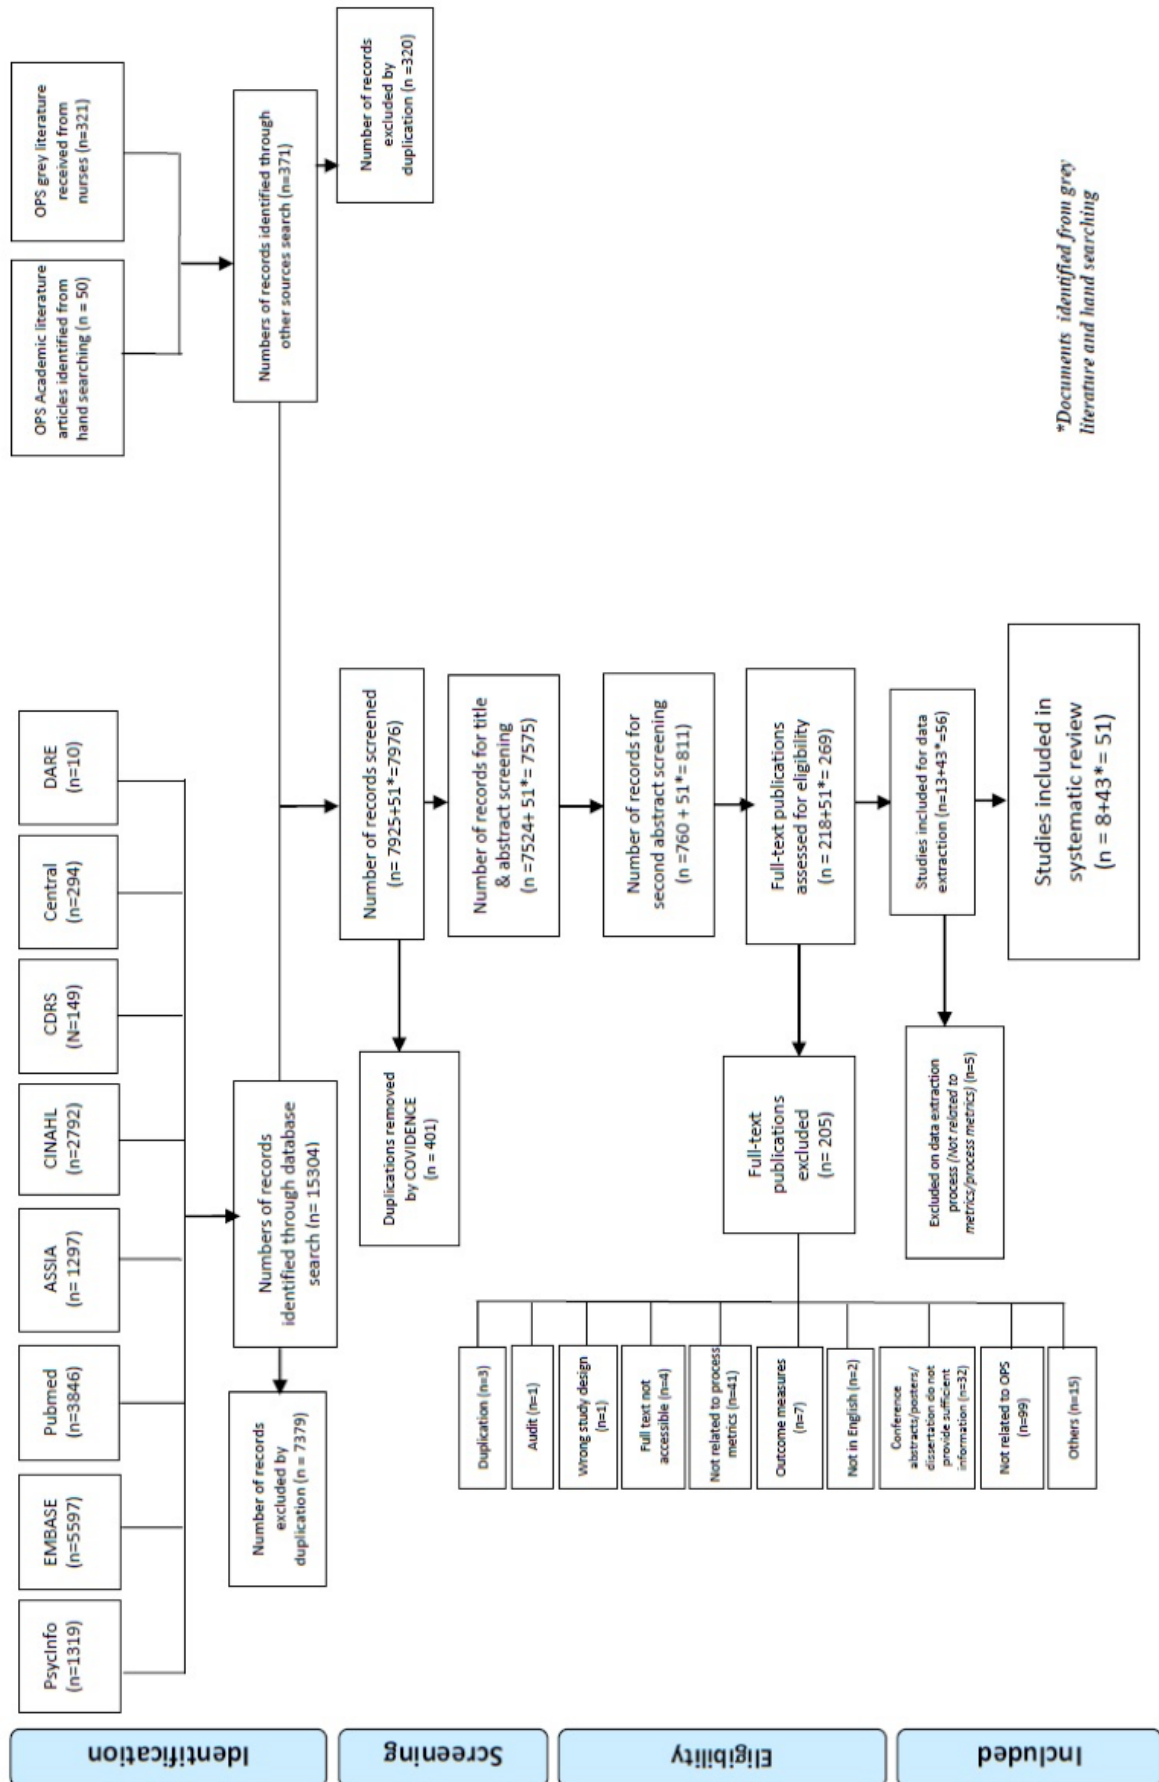 Identification
PsycInfo
(n=1319)
EMBASE
(n=5597)
Pubmed
(n=3846)
ASSIA
(n= 1297)
CINAHL
(n=2792)
CDRS
(N=149)
Central
(n=294)
DARE
(n=10)
OPS Academic literature
articles identified from
hand searching (n = 50)
OPS grey literature
received from
nurses (n=321)
Numbers of records
identified through database
search (n= 15304)
Numbers of records identified through
other sources search (n=371)
Number of records
excluded by
duplication (n = 7379)
Number of records
excluded by
duplication (n =320)
Screening
Number of records screened
(n= 7925+51*=7976)
Duplications removed
by COVIDENCE
(n = 401)
Number of records for title
& abstract screening
(n =7524+ 51*= 7575)
Eligibility
Number of records for
second abstract screening
(n =760 + 51*= 811)
Full-text publications
assessed for eligibility
(n = 218+51*= 269)
Full-text
publications
excluded
(n= 205)
Duplication (n=3)
Audit (n=1)
Wrong study design
(n=1)
Full text not
accessible (n=4)
Not related to process
metrics (n=41)
Outcome measures
(n=7)
Not in English (n=2)
Conference
abstracts/posters/
dissertation do not
provide sufficient
information (n=32)
Not related to OPS
(n=99)
Others (n=15)
Included
Studies included for data
extraction (n=13+43*=56)
Excluded on data extraction
process (Not related to
metrics/process metrics) (n=5)
Studies included in
systematic review
(n = 8+43*= 51)
*Documents identified from grey
literature and hand searching